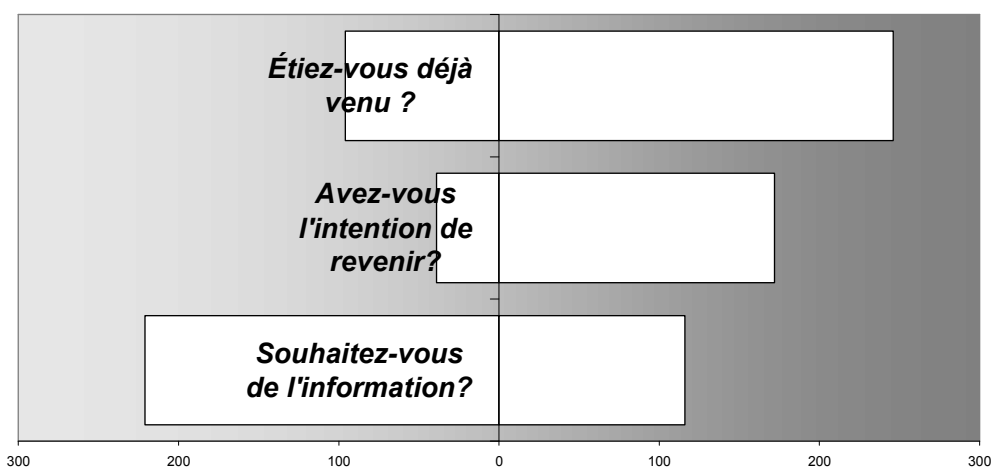 Étiez-vous déjà
venu ?
Avez-vous
l'intention de
revenir?
Souhaitez-vous
de l'information?
300 200 100 0 100 200 300